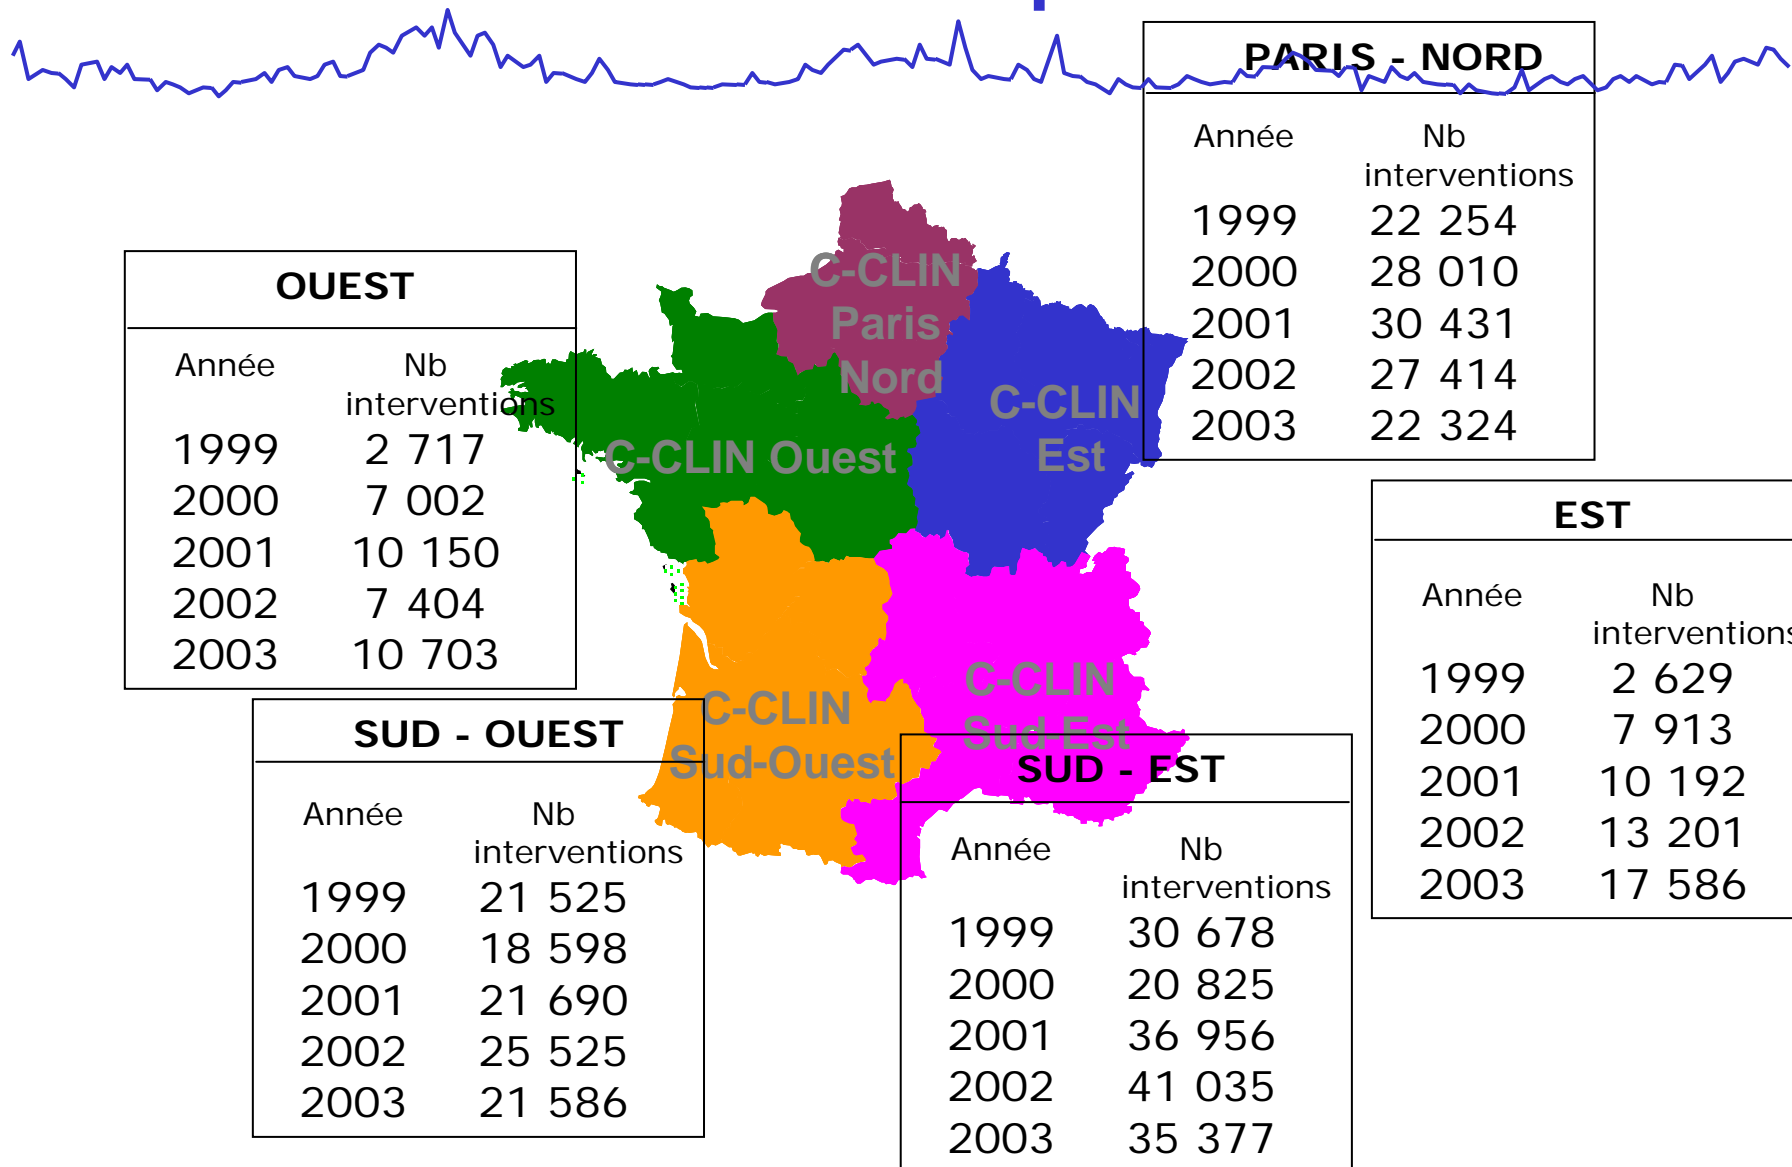 PARIS - NORD
Année Nb
interventions
1999 22 254
2000 28 010
2001 30 431
2002 27 414
2003 22 324
OUEST
Année Nb
interventions
1999 2 717
2000 7 002
2001 10 150
2002 7 404
2003 10 703
C-CLIN
Paris
Nord
C-CLIN
Est
C-CLIN Ouest
C-CLIN
Sud-Ouest
C-CLIN
Sud-Est
EST
Année Nb
interventions
1999 2 629
2000 7 913
2001 10 192
2002 13 201
2003 17 586
SUD - OUEST
Année Nb
interventions
1999 21 525
2000 18 598
2001 21 690
2002 25 525
2003 21 586
SUD - EST
Année Nb
interventions
1999 30 678
2000 20 825
2001 36 956
2002 41 035
2003 35 377